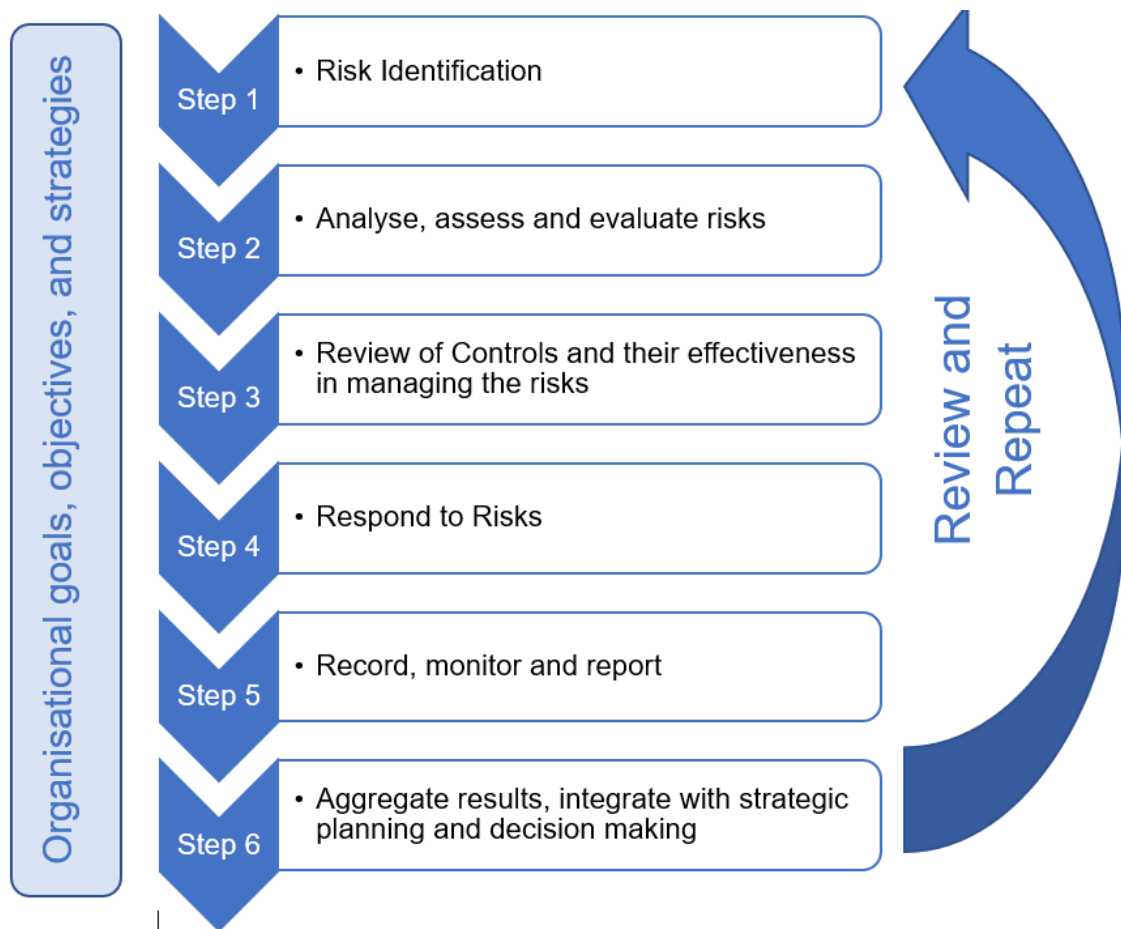 Organisational goals, objectives, and strategies
Step 1
• Risk Identification
Step 2
• Analyse, assess and evaluate risks
Step 3
• Review of Controls and their effectiveness
in managing the risks
Step 4
• Respond to Risks
Step 5
• Record, monitor and report
Step 6
• Aggregate results, integrate with strategic
planning and decision making
Review and
Repeat